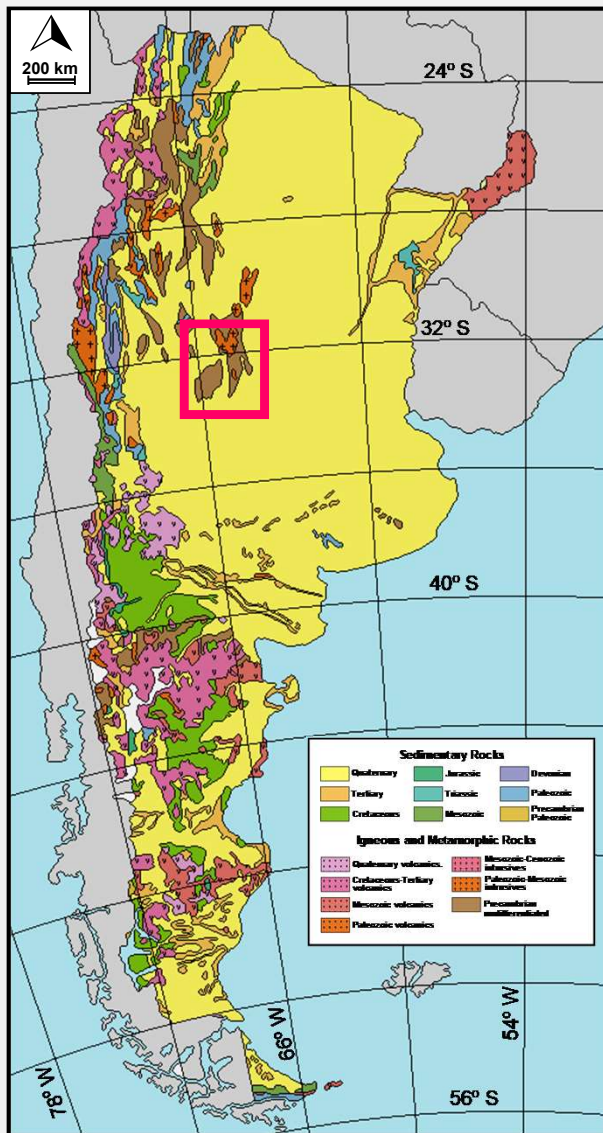 200 km
24º S
32º S
40º S
Sedimentary Rocks
Quaternary
Jurassic
Devonian
Tertiary
Triassic
Paleozoic
Cretaceous
Mesozoic
Precambrian
Paleozoic
Igneous and Metamorphic Rocks
Quaternary volcanics.
Mesozoic-Cenozoic
intrusives
Cretaceous-Tertiary
volcanics
Paleozoic-Mesozoic
intrusives
Mesozoic volcanics
Precambrian
undifferentiated
Paleozoic volcanics
78º W
66º W
54º W
56º S